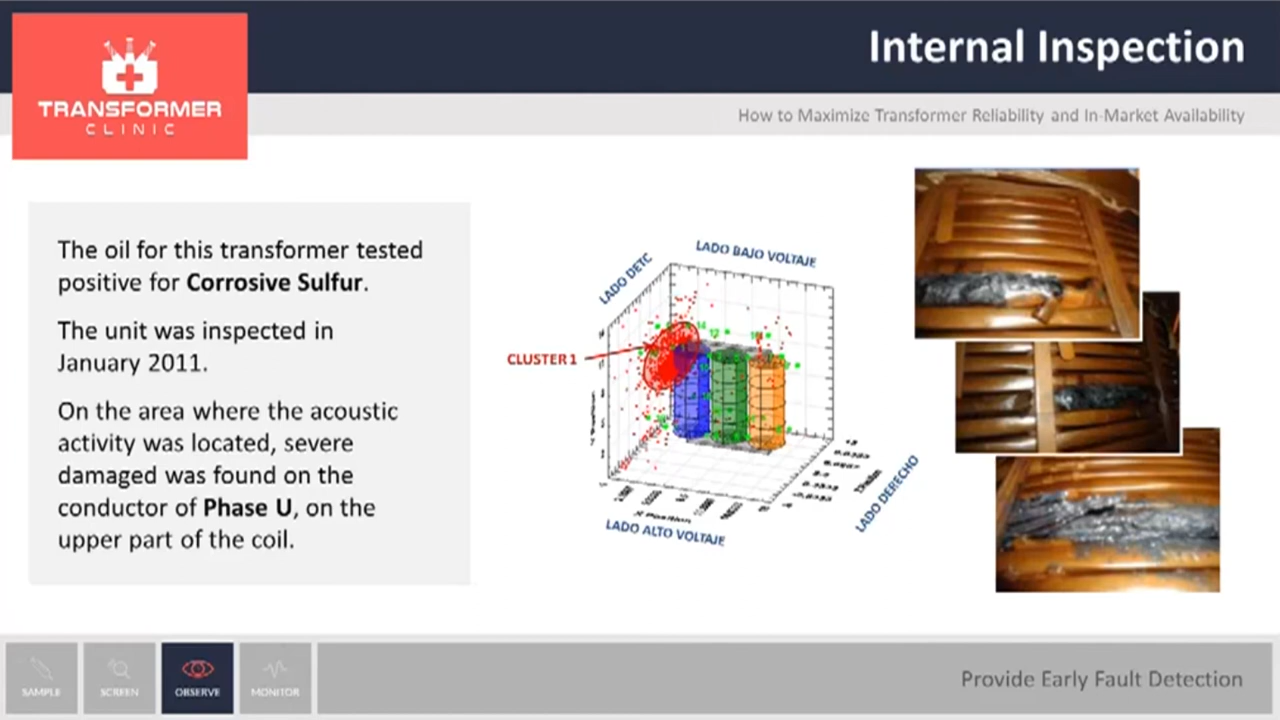 Internal Inspection
TRANSFORMER
CLINIC
How to Maximize Transformer Reliability and In-Market Availability
The oil for this transformer tested
positive for Corrosive Sulfur.
The unit was inspected in
January 2011.
On the area where the acoustic
activity was located, severe
damaged was found on the
conductor of Phase U, on the
upper part of the coil.
LADO DETC
LADO BAJO VOLTAJE
CLUSTER 1
X Position
LADO ALTO VOLTAJE
LADO DERECHO
SAMPLE
SCREEN
OBSERVE
MONITOR
Provide Early Fault Detection